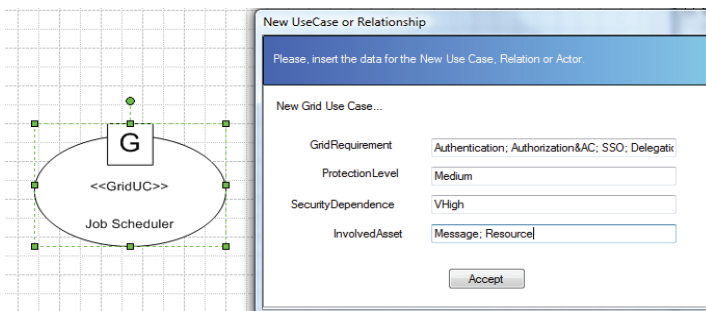 G
<<GridUC>>
Job Scheduler
New UseCase or Relationship
Please, insert the data for the New Use Case, Relation or Actor.
New Grid Use Case...
GridRequirement Authentication; Authorization&AC; SSO; Delegatic
ProtectionLevel Medium
SecurityDependence VHigh
InvolvedAsset Message; Resource
Accept